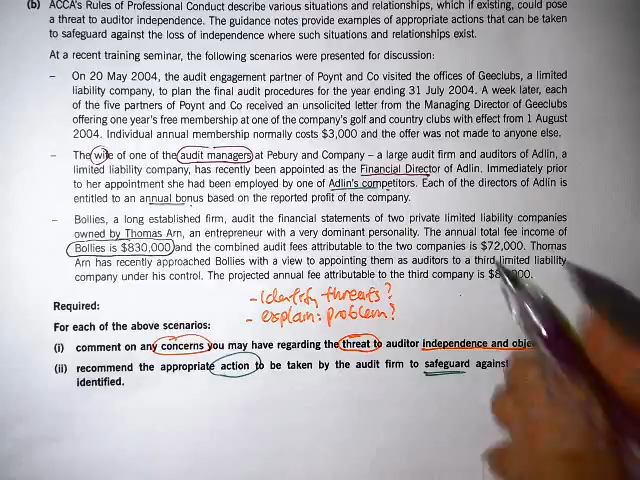 (b) ACCA's Rules of Professional Conduct describe various situations and relationships, which if existing, could pose
a threat to auditor independence. The guidance notes provide examples of appropriate actions that can be taken
to safeguard against the loss of independence where such situations and relationships exist.
At a recent training seminar, the following scenarios were presented for discussion:
– On 20 May 2004, the audit engagement partner of Poynt and Co visited the offices of Geeclubs, a limited
liability company, to plan the final audit procedures for the year ending 31 July 2004. A week later, each
of the five partners of Poynt and Co received an unsolicited letter from the Managing Director of Geeclubs
offering one year's free membership at one of the company's golf and country clubs with effect from 1 August
2004. Individual annual membership normally costs $3,000 and the offer was not made to anyone else.
– The wife of one of the audit managers at Pebury and Company – a large audit firm and auditors of Adlin, a
limited liability company, has recently been appointed as the Financial Director of Adlin. Immediately prior
to her appointment she had been employed by one of Adlin's competitors. Each of the directors of Adlin is
entitled to an annual bonus based on the reported profit of the company.
– Bollies, a long established firm, audit the financial statements of two private limited liability companies
owned by Thomas Arn, an entrepreneur with a very dominant personality. The annual total fee income of
Bollies is $830,000 and the combined audit fees attributable to the two companies is $72,000. Thomas
Arn has recently approached Bollies with a view to appointing them as auditors to a third limited liability
company under his control. The projected annual fee attributable to the third company is
- identify threats?
- explain: problem?
Required:
For each of the above scenarios:
(i) comment on any concerns you may have regarding the threat to auditor independence and
(ii) recommend the appropriate action to be taken by the audit firm to safeguard against
identified.